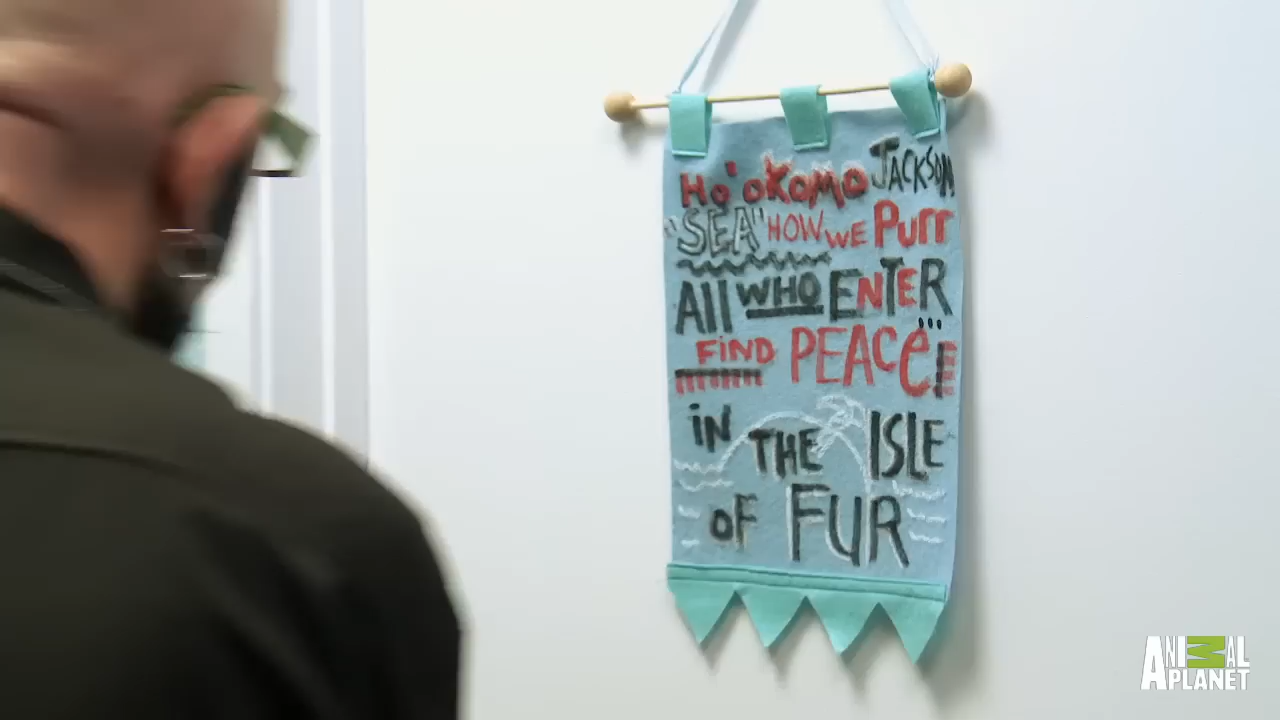 Ho'oKoMo JACKSON
"SEA" HOW WE Purr
All WHO ENTER
FiND PEACE...
iN THE ISLE
oF FUR
ANIMAL
PLANET